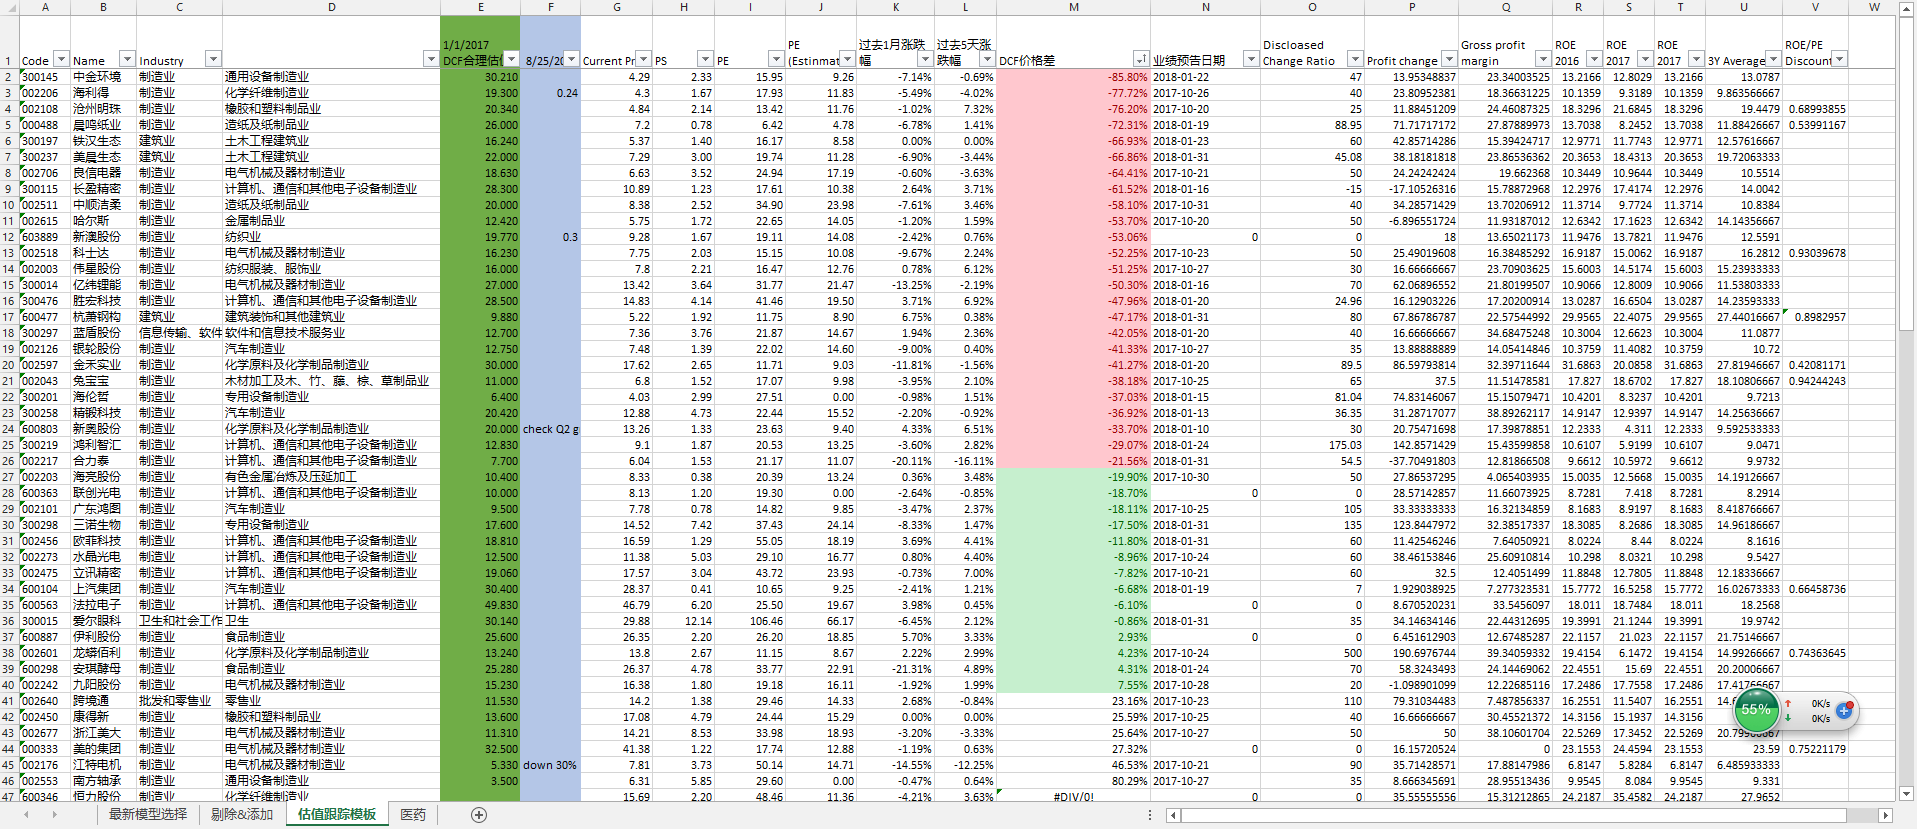 A B C D E F G H I J K L M N O P Q R S T U V W
1/1/2017 PE 过去1月涨跌 过去5天涨 Discloased Gross profit ROE ROE ROE ROE/PE
1 Code Name Industry DCF合理估 8/25/20 Current Pr PS PE (Estinmat 幅 跌幅 DCF价格差 业绩预告日期 Change Ratio Profit change margin 2016 2017 2017 3Y Average Discount
2 300145 中金环境 制造业 通用设备制造业 30.210 4.29 2.33 15.95 9.26 -7.14% -0.69% -85.80% 2018-01-22 47 13.95348837 23.34003525 13.2166 12.8029 13.2166 13.0787
3 002206 海利得 制造业 化学纤维制造业 19.300 0.24 4.3 1.67 17.93 11.83 -5.49% -4.02% -77.72% 2017-10-26 40 23.80952381 18.36631225 10.1359 9.3189 10.1359 9.863566667
4 002108 沧州明珠 制造业 橡胶和塑料制品业 20.340 4.84 2.14 13.42 11.76 -1.02% 7.32% -76.20% 2017-10-20 25 11.88451209 24.46087325 18.3296 21.6845 18.3296 19.4479 0.68993855
5 000488 晨鸣纸业 制造业 造纸及纸制品业 26.000 7.2 0.78 6.42 4.78 -6.78% 1.41% -72.31% 2018-01-19 88.95 71.71717172 27.87889973 13.7038 8.2452 13.7038 11.88426667 0.53991167
6 300197 铁汉生态 建筑业 土木工程建筑业 16.240 5.37 1.40 16.17 8.58 0.00% 0.00% -66.93% 2018-01-23 60 42.85714286 15.39424717 12.9771 11.7743 12.9771 12.57616667
7 300237 美晨生态 建筑业 土木工程建筑业 22.000 7.29 3.00 19.74 11.28 -6.90% -3.44% -66.86% 2018-01-31 45.08 38.18181818 23.86536362 20.3653 18.4313 20.3653 19.72063333
8 002706 良信电器 制造业 电气机械及器材制造业 18.630 6.63 3.52 24.94 17.19 -0.60% -3.63% -64.41% 2017-10-21 50 24.24242424 19.662368 10.3449 10.9644 10.3449 10.5514
9 300115 长盈精密 制造业 计算机、通信和其他电子设备制造业 28.300 10.89 1.23 17.61 10.38 2.64% 3.71% -61.52% 2018-01-16 -15 -17.10526316 15.78872968 12.2976 17.4174 12.2976 14.0042
10 002511 中顺洁柔 制造业 造纸及纸制品业 20.000 8.38 2.52 34.90 23.98 -7.61% 3.46% -58.10% 2017-10-31 40 34.28571429 13.70206912 11.3714 9.7724 11.3714 10.8384
11 002615 哈尔斯 制造业 金属制品业 12.420 5.75 1.72 22.65 14.05 -1.20% 1.59% -53.70% 2017-10-20 50 -6.896551724 11.93187012 12.6342 17.1623 12.6342 14.14356667
12 603889 新澳股份 制造业 纺织业 19.770 0.3 9.28 1.67 19.11 14.08 -2.42% 0.76% -53.06% 0 0 18 13.65021173 11.9476 13.7821 11.9476 12.5591
13 002518 科士达 制造业 电气机械及器材制造业 16.230 7.75 2.03 15.15 10.08 -9.67% 2.24% -52.25% 2017-10-23 50 25.49019608 16.38485292 16.9187 15.0062 16.9187 16.2812 0.93039678
14 002003 伟星股份 制造业 纺织服装、服饰业 16.000 7.8 2.21 16.47 12.76 0.78% 6.12% -51.25% 2017-10-27 30 16.66666667 23.70903625 15.6003 14.5174 15.6003 15.23933333
15 300014 亿纬锂能 制造业 电气机械及器材制造业 27.000 13.42 3.64 31.77 21.47 -13.25% -2.19% -50.30% 2018-01-16 70 62.06896552 21.80199507 10.9066 12.8009 10.9066 11.53803333
16 300476 胜宏科技 制造业 计算机、通信和其他电子设备制造业 28.500 14.83 4.14 41.46 19.50 3.71% 6.92% -47.96% 2018-01-20 24.96 16.12903226 17.20200914 13.0287 16.6504 13.0287 14.23593333
17 600477 杭萧钢构 建筑业 建筑装饰和其他建筑业 9.880 5.22 1.92 11.75 8.90 6.75% 0.38% -47.17% 2018-01-31 80 67.86786787 22.57544992 29.9565 22.4075 29.9565 27.44016667 0.8982957
18 300297 蓝盾股份 信息传输、软件 软件和信息技术服务业 12.700 7.36 3.76 21.87 14.67 1.94% 2.36% -42.05% 2018-01-20 40 16.66666667 34.68475248 10.3004 12.6623 10.3004 11.0877
19 002126 银轮股份 制造业 汽车制造业 12.750 7.48 1.39 22.02 14.60 -9.00% 0.40% -41.33% 2017-10-27 35 13.88888889 14.05414846 10.3759 11.4082 10.3759 10.72
20 002597 金禾实业 制造业 化学原料及化学制品制造业 30.000 17.62 2.65 11.71 9.03 -11.81% -1.56% -41.27% 2018-01-20 89.5 86.59793814 32.39711644 31.6863 20.0858 31.6863 27.81946667 0.42081171
21 002043 兔宝宝 制造业 木材加工及木、竹、藤、棕、草制品业 11.000 6.8 1.52 17.07 9.98 -3.95% 2.10% -38.18% 2017-10-25 65 37.5 11.51478581 17.827 18.6702 17.827 18.10806667 0.94244243
22 300201 海伦哲 制造业 专用设备制造业 6.400 4.03 2.99 27.51 0.00 -0.98% 1.51% -37.03% 2018-01-15 81.04 74.83146067 15.15079471 10.4201 8.3237 10.4201 9.7213
23 300258 精锻科技 制造业 汽车制造业 20.420 12.88 4.73 22.44 15.52 -2.20% -0.92% -36.92% 2018-01-13 36.35 31.28717077 38.89262117 14.9147 12.9397 14.9147 14.25636667
24 600803 新奥股份 制造业 化学原料及化学制品制造业 20.000 check Q2 g 13.26 1.33 23.63 9.40 4.33% 6.51% -33.70% 2018-01-10 30 20.75471698 17.39878851 12.2333 4.311 12.2333 9.592533333
25 300219 鸿利智汇 制造业 计算机、通信和其他电子设备制造业 12.830 9.1 1.87 20.53 13.25 -3.60% 2.82% -29.07% 2018-01-24 175.03 142.8571429 15.43599858 10.6107 5.9199 10.6107 9.0471
26 002217 合力泰 制造业 计算机、通信和其他电子设备制造业 7.700 6.04 1.53 21.17 11.07 -20.11% -16.11% -21.56% 2018-01-31 54.5 -37.70491803 12.81866508 9.6612 10.5972 9.6612 9.9732
27 002203 海亮股份 制造业 有色金属冶炼及压延加工 10.400 8.33 0.38 20.39 13.24 0.36% 3.48% -19.90% 2017-10-30 50 27.86537295 4.065403935 15.0035 12.5668 15.0035 14.19126667
28 600363 联创光电 制造业 计算机、通信和其他电子设备制造业 10.000 8.13 1.20 19.30 0.00 -2.64% -0.85% -18.70% 0 0 28.57142857 11.66073925 8.7281 7.418 8.7281 8.2914
29 002101 广东鸿图 制造业 汽车制造业 9.500 7.78 0.78 14.82 9.85 -3.47% 2.37% -18.11% 2017-10-25 105 33.33333333 16.32134859 8.1683 8.9197 8.1683 8.418766667
30 300298 三诺生物 制造业 专用设备制造业 17.600 14.52 7.42 37.43 24.14 -8.33% 1.47% -17.50% 2018-01-31 135 123.8447972 32.38517337 18.3085 8.2686 18.3085 14.96186667
31 002456 欧菲科技 制造业 计算机、通信和其他电子设备制造业 18.810 16.59 1.29 55.05 18.19 3.69% 4.41% -11.80% 2018-01-31 60 11.42546246 7.64050921 8.0224 8.44 8.0224 8.1616
32 002273 水晶光电 制造业 计算机、通信和其他电子设备制造业 12.500 11.38 5.03 29.10 16.77 0.80% 4.40% -8.96% 2017-10-24 60 38.46153846 25.60910814 10.298 8.0321 10.298 9.5427
33 002475 立讯精密 制造业 计算机、通信和其他电子设备制造业 19.060 17.57 3.04 43.72 23.93 -0.73% 7.00% -7.82% 2017-10-21 60 32.5 12.4051499 11.8848 12.7805 11.8848 12.18336667
34 600104 上汽集团 制造业 汽车制造业 30.400 28.37 0.41 10.65 9.25 -2.41% 1.21% -6.68% 2018-01-19 7 1.929038925 7.277323531 15.7772 16.5258 15.7772 16.02673333 0.66458736
35 600563 法拉电子 制造业 计算机、通信和其他电子设备制造业 49.830 46.79 6.20 25.50 19.67 3.98% 0.45% -6.10% 0 0 8.670520231 33.5456097 18.011 18.7484 18.011 18.2568
36 300015 爱尔眼科 卫生和社会工作 卫生 30.140 29.88 12.14 106.46 66.17 -6.45% 2.12% -0.86% 2018-01-31 35 34.14634146 22.44312695 19.3991 21.1244 19.3991 19.9742
37 600887 伊利股份 制造业 食品制造业 25.600 26.35 2.20 26.20 18.85 5.70% 3.33% 2.93% 0 0 6.451612903 12.67485287 22.1157 21.023 22.1157 21.75146667
38 002601 龙蟒佰利 制造业 化学原料及化学制品制造业 13.240 13.8 2.67 11.15 8.67 2.22% 2.99% 4.23% 2017-10-24 500 190.6976744 39.34059332 19.4154 6.1472 19.4154 14.99266667 0.74363645
39 600298 安琪酵母 制造业 食品制造业 25.280 26.37 4.78 33.77 22.91 -21.31% 4.89% 4.31% 2018-01-24 70 58.3243493 24.14469062 22.4551 15.69 22.4551 20.20006667
40 002242 九阳股份 制造业 电气机械及器材制造业 15.230 16.38 1.80 19.18 16.11 -1.92% 1.99% 7.55% 2017-10-28 20 -1.098901099 12.22685116 17.2486 17.7558 17.2486 17.41766667
41 002640 跨境通 批发和零售业 零售业 11.530 14.2 1.38 29.46 14.33 2.68% -0.84% 23.16% 2017-10-23 110 79.31034483 7.487856337 16.2551 11.5407 16.2551
42 002450 康得新 制造业 橡胶和塑料制品业 13.600 17.08 4.79 24.44 15.29 0.00% 0.00% 25.59% 2017-10-25 40 16.66666667 30.45521372 14.3156 15.1937 14.3156
43 002677 浙江美大 制造业 电气机械及器材制造业 11.310 14.21 8.53 33.98 18.93 -3.20% -3.33% 25.64% 2017-10-27 50 50 38.10601704 22.5269 17.3452 22.5269
44 000333 美的集团 制造业 电气机械及器材制造业 32.500 41.38 1.22 17.74 12.88 -1.19% 0.63% 27.32% 0 0 16.15720524 0 23.1553 24.4594 23.1553 23.59 0.75221179
45 002176 江特电机 制造业 电气机械及器材制造业 5.330 down 30% 7.81 3.73 50.14 14.71 -14.55% -12.25% 46.53% 2017-10-21 90 35.71428571 17.88147986 6.8147 5.8284 6.8147 6.485933333
46 002553 南方轴承 制造业 通用设备制造业 3.500 6.31 5.85 29.60 0.00 -0.47% 0.64% 80.29% 2017-10-27 35 8.666345691 28.95513436 9.9545 8.084 9.9545 9.331
47 600346 恒力股份 制造业 化学纤维制造业 15.69 2.20 48.46 11.36 -4.21% 3.63% #DIV/0! 0 0 35.55555556 15.31212865 24.2187 35.4582 24.2187 27.9652
55% 0K/s
0K/s
最新模型选择 剔除&添加 估值跟踪模板 医药